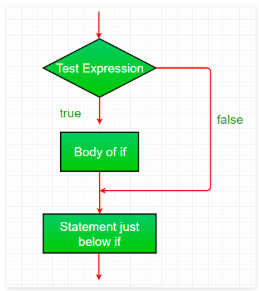 Test Expression
true
false
Body of if
Statement just
below if